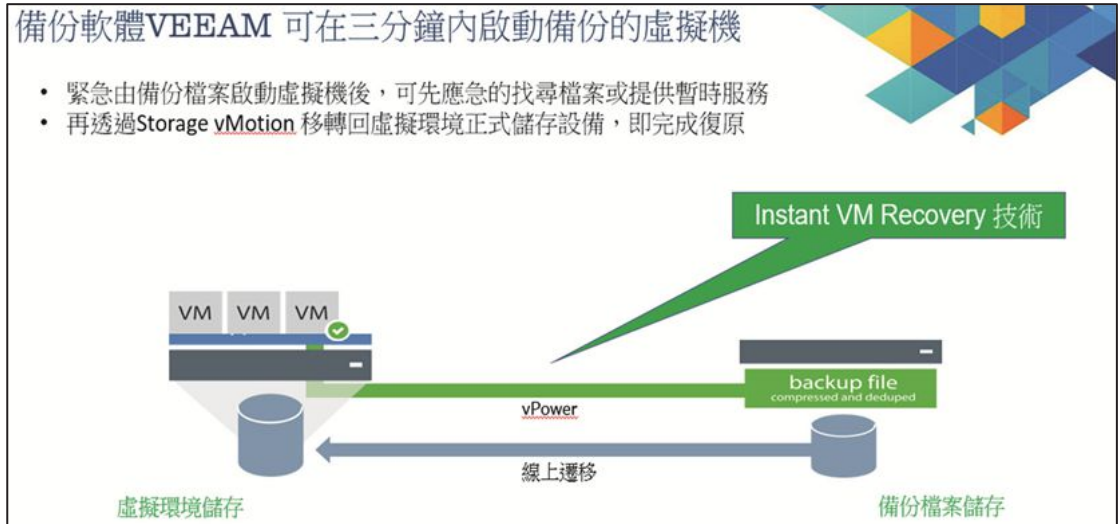 備份軟體VEEAM 可在三分鐘內啟動備份的虛擬機
• 緊急由備份檔案啟動虛擬機後，可先應急的找尋檔案或提供暫時服務
• 再透過Storage vMotion 移轉回虛擬環境正式儲存設備，即完成復原
Instant VM Recovery 技術
VM VM VM
backup file
compressed and deduped
vPower
線上遷移
虛擬環境儲存
備份檔案儲存